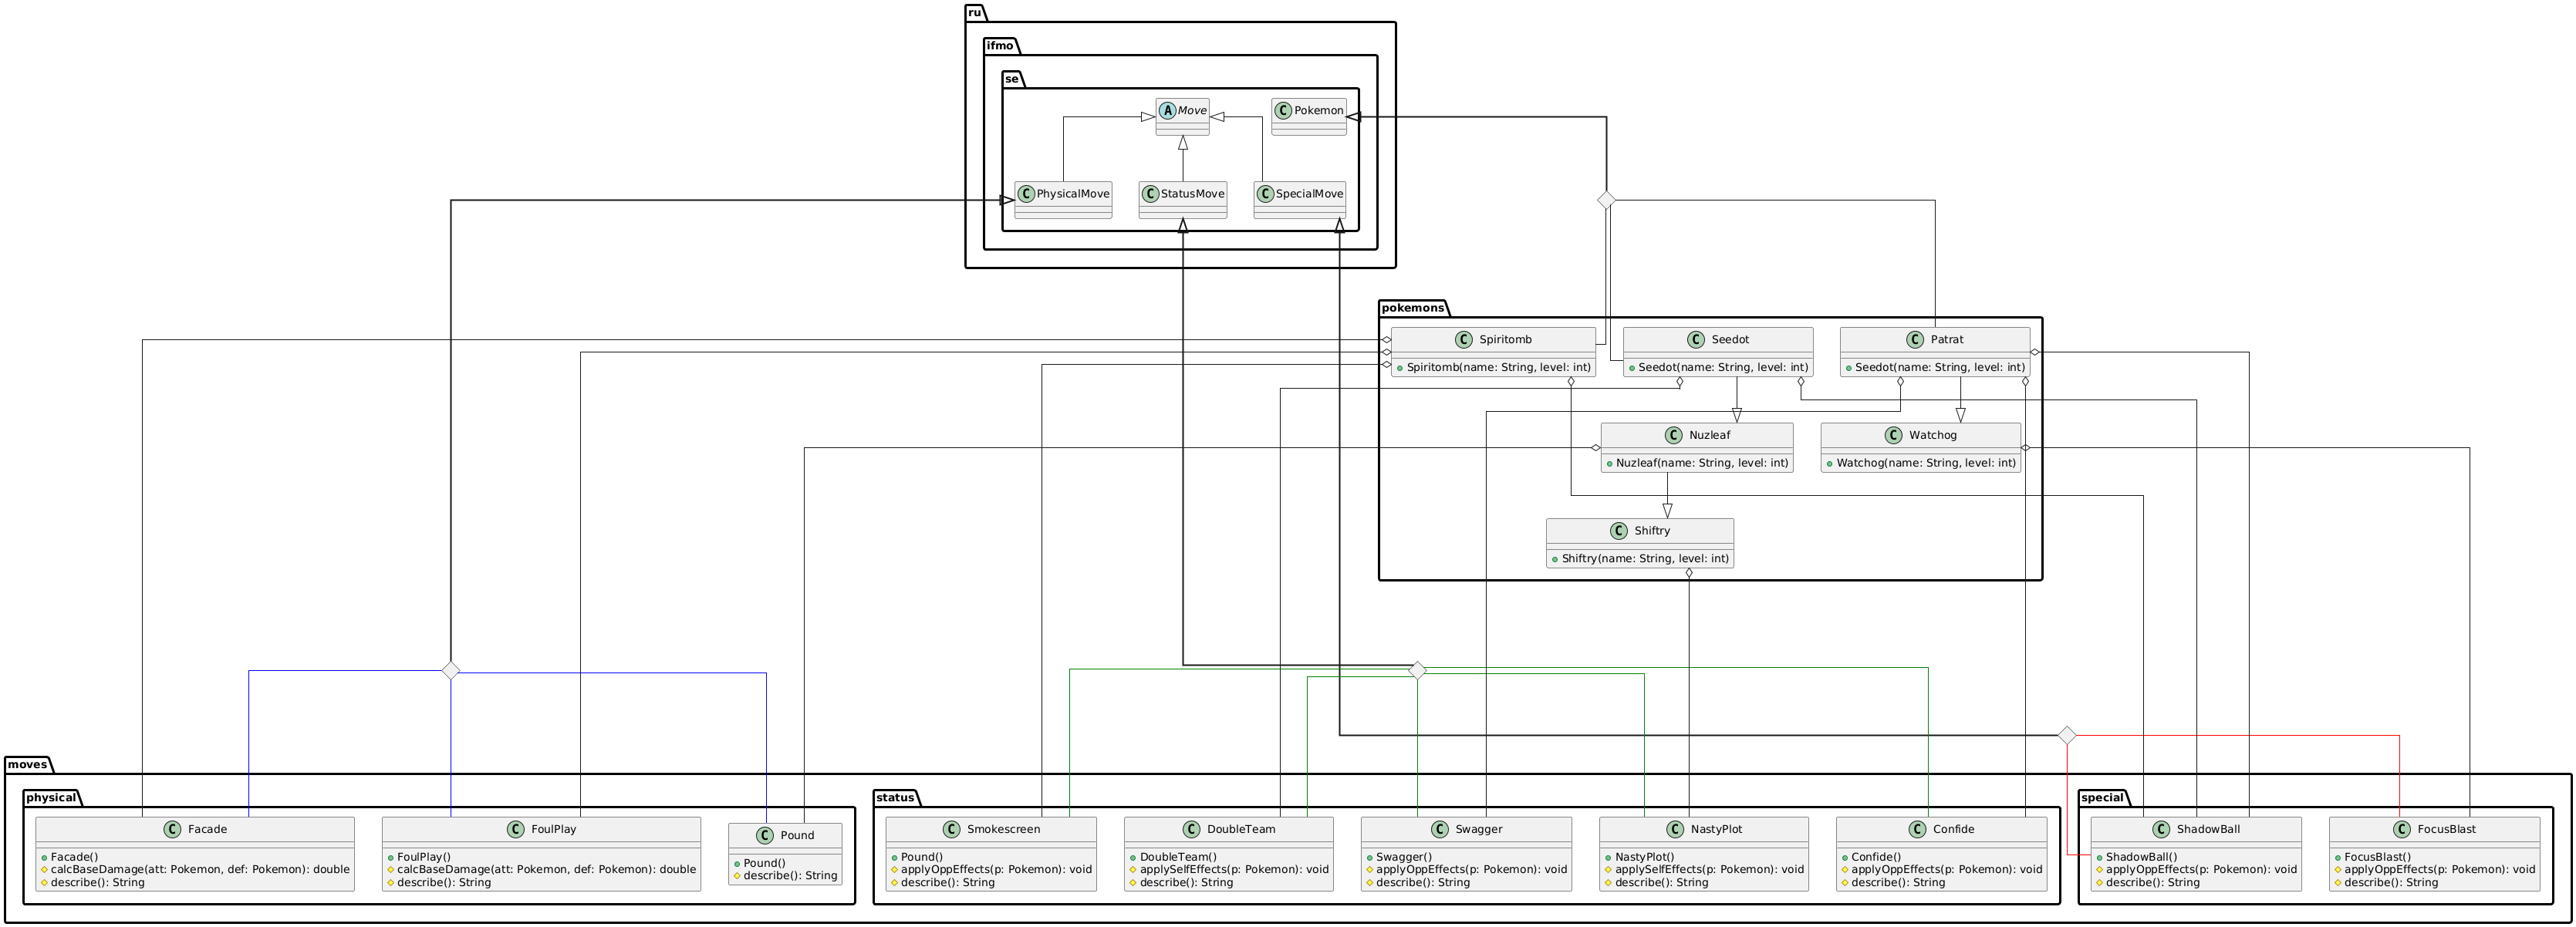 ru
ifmo
se
A Move
C Pokemon
C PhysicalMove
C StatusMove
C SpecialMove
pokemons
C Spiritomb
Spiritomb(name: String, level: int)
C Seedot
Seedot(name: String, level: int)
C Patrat
Seedot(name: String, level: int)
C Nuzleaf
Nuzleaf(name: String, level: int)
C Watchog
Watchog(name: String, level: int)
C Shiftry
Shiftry(name: String, level: int)
moves
physical
C Facade
Facade()
calcBaseDamage(att: Pokemon, def: Pokemon): double
describe(): String
C FoulPlay
FoulPlay()
calcBaseDamage(att: Pokemon, def: Pokemon): double
describe(): String
C Pound
Pound()
describe(): String
status
C Smokescreen
Pound()
applyOppEffects(p: Pokemon): void
describe(): String
C DoubleTeam
DoubleTeam()
applySelfEffects(p: Pokemon): void
describe(): String
C Swagger
Swagger()
applyOppEffects(p: Pokemon): void
describe(): String
C NastyPlot
NastyPlot()
applySelfEffects(p: Pokemon): void
describe(): String
C Confide
Confide()
applyOppEffects(p: Pokemon): void
describe(): String
special
C ShadowBall
ShadowBall()
applyOppEffects(p: Pokemon): void
describe(): String
C FocusBlast
FocusBlast()
applyOppEffects(p: Pokemon): void
describe(): String